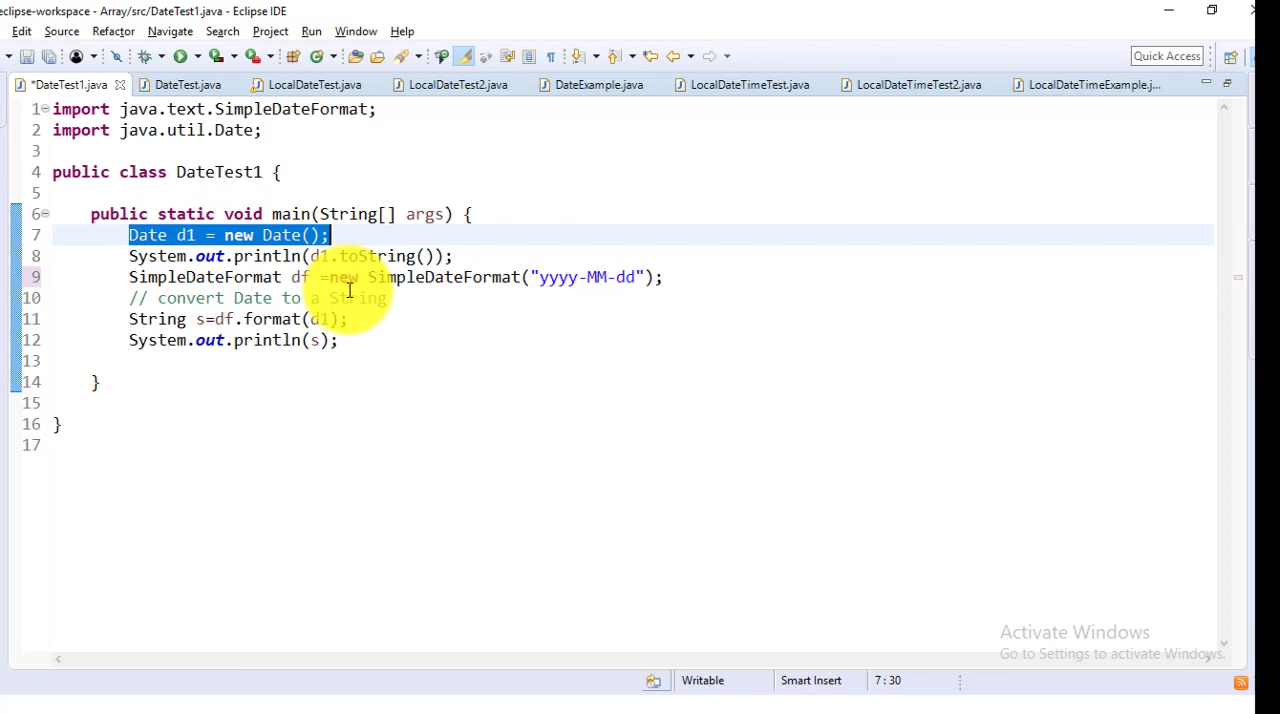 clipse-workspace - Array/src/DateTest1.java - Eclipse IDE
Edit Source Refactor Navigate Search Project Run Window Help
Quick Access
*DateTest1.java DateTest.java LocalDateTest.java LocalDateTest2.java DateExample.java LocalDateTimeTest.java LocalDateTimeTest2.java LocalDateTimeExample.j...
1 import java.text.SimpleDateFormat;
2 import java.util.Date;
3
4 public class DateTest1 {
5
6 public static void main(String[] args) {
7 Date d1 = new Date();
8 System.out.println(d1.toString());
9 SimpleDateFormat df =new SimpleDateFormat("yyyy-MM-dd");
10 // convert Date to a String
11 String s=df.format(d1);
12 System.out.println(s);
13
14 }
15
16 }
17
Activate Windows
Go to Settings to activate Windows.
Writable Smart Insert 7:30